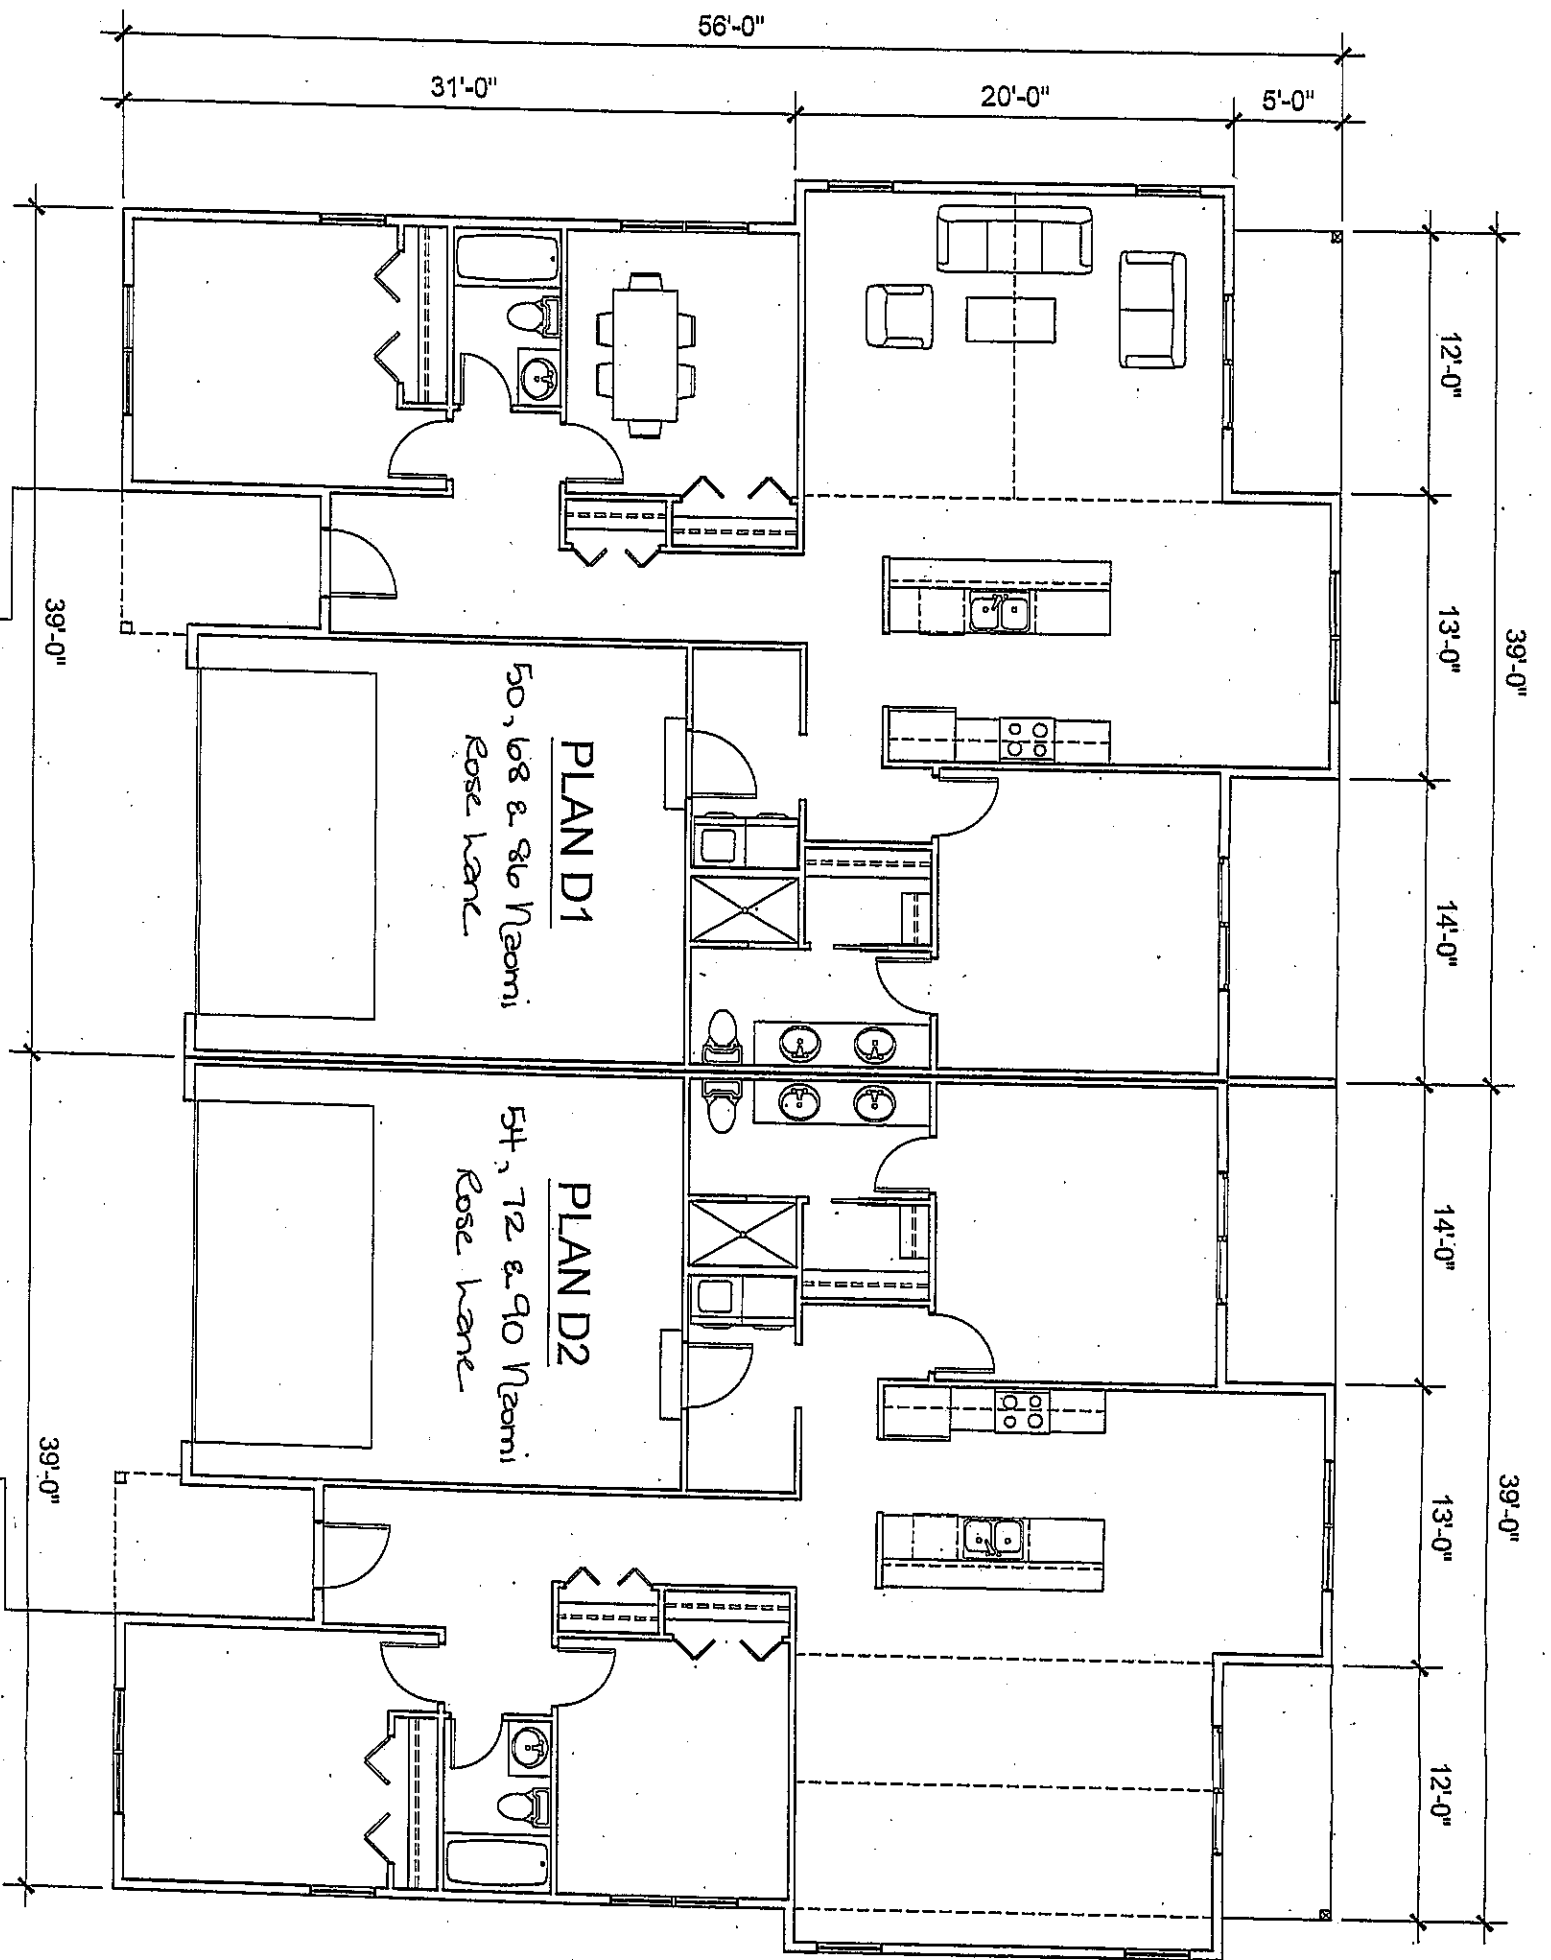 56'-0"
31'-0"
20'-0"
5'-0"
39'-0"
39'-0"
12'-0"
13'-0"
14'-0"
14'-0"
13'-0"
12'-0"
PLAN D1
50, 68 & 86 Naomi
Rose Lane
PLAN D2
54, 72 & 90 Naomi
Rose Lane
39'-0"
39'-0"